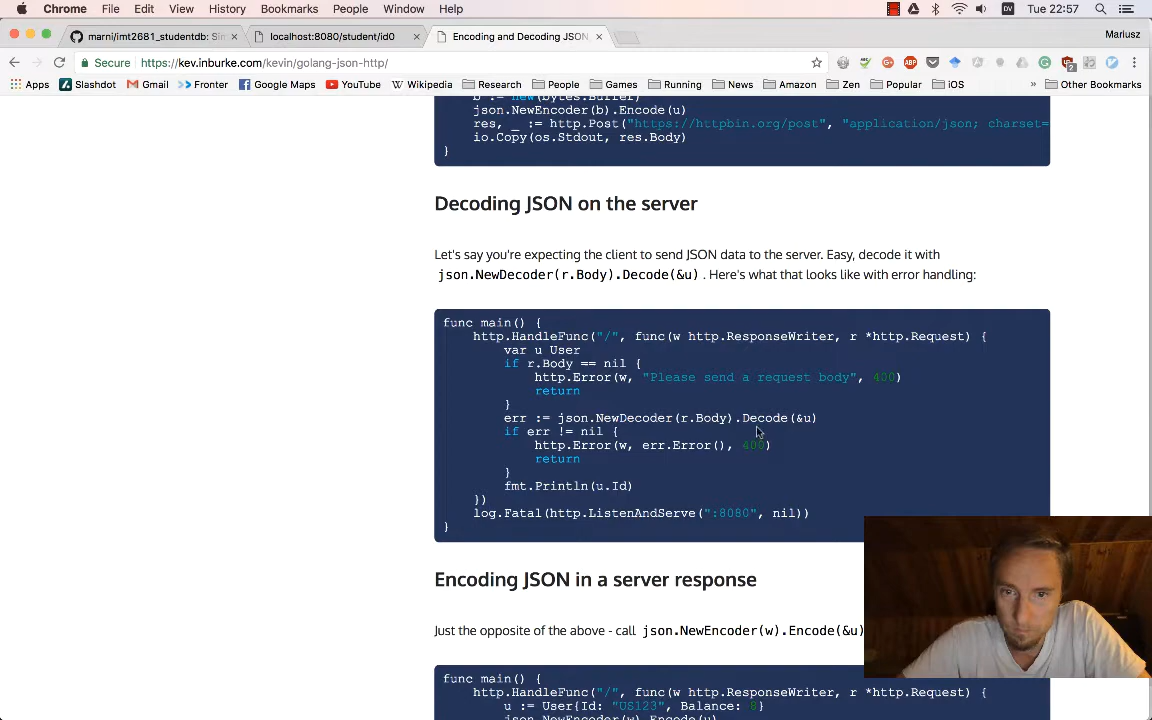 Chrome File Edit View History Bookmarks People Window Help DV Tue 22:57
marni/imt2681_studentdb: Sim localhost:8080/student/id0 Encoding and Decoding JSON Mariusz
Secure https://kev.inburke.com/kevin/golang-json-http/
Apps Slashdot Gmail Fronter Google Maps YouTube Wikipedia Research People Games Running News Amazon Zen Popular iOS » Other Bookmarks
b := new(bytes.Buffer)
json.NewEncoder(b).Encode(u)
res, _ := http.Post("https://httpbin.org/post", "application/json; charset=
io.Copy(os.Stdout, res.Body)
}
Decoding JSON on the server
Let's say you're expecting the client to send JSON data to the server. Easy, decode it with
json.NewDecoder(r.Body).Decode(&u) . Here's what that looks like with error handling:
func main() {
http.HandleFunc("/", func(w http.ResponseWriter, r *http.Request) {
var u User
if r.Body == nil {
http.Error(w, "Please send a request body", 400)
return
}
err := json.NewDecoder(r.Body).Decode(&u)
if err != nil {
http.Error(w, err.Error(), 400)
return
}
fmt.Println(u.Id)
})
log.Fatal(http.ListenAndServe(":8080", nil))
}
Encoding JSON in a server response
Just the opposite of the above - call json.NewEncoder(w).Encode(&u)
func main() {
http.HandleFunc("/", func(w http.ResponseWriter, r *http.Request) {
u := User{Id: "US123", Balance: 8}
json.NewEncoder(w).Encode(u)